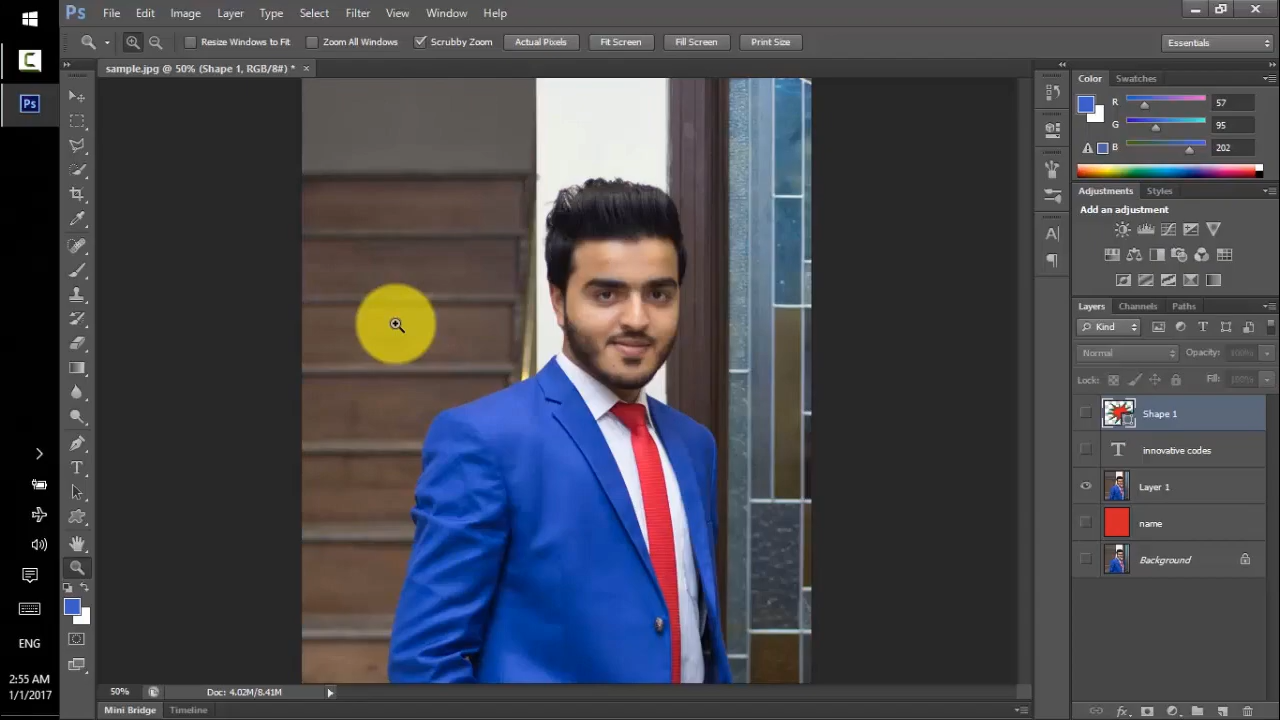 Ps File Edit Image Layer Type Select Filter View Window Help
Resize Windows to Fit Zoom All Windows Scrubby Zoom Actual Pixels Fit Screen Fill Screen Print Size Essentials
sample.jpg @ 50% (Shape 1, RGB/8#) * ×
Color Swatches
R 57
G 95
B 202
Adjustments Styles
Add an adjustment
Layers Channels Paths
Kind
Normal Opacity: 100%
Lock: Fill: 100%
Shape 1
T innovative codes
Layer 1
name
Background
50% Doc: 4.02M/8.41M
Mini Bridge Timeline
C
Ps
ENG
2:55 AM
1/1/2017